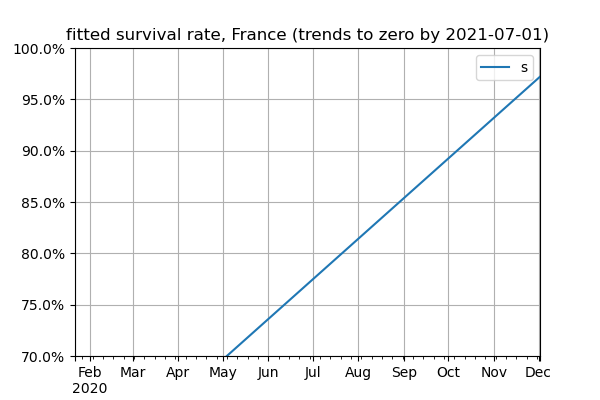 fitted survival rate, France (trends to zero by 2021-07-01)
100.0%
95.0%
90.0%
85.0%
80.0%
75.0%
70.0%
s
Feb Mar Apr May Jun Jul Aug Sep Oct Nov Dec
2020